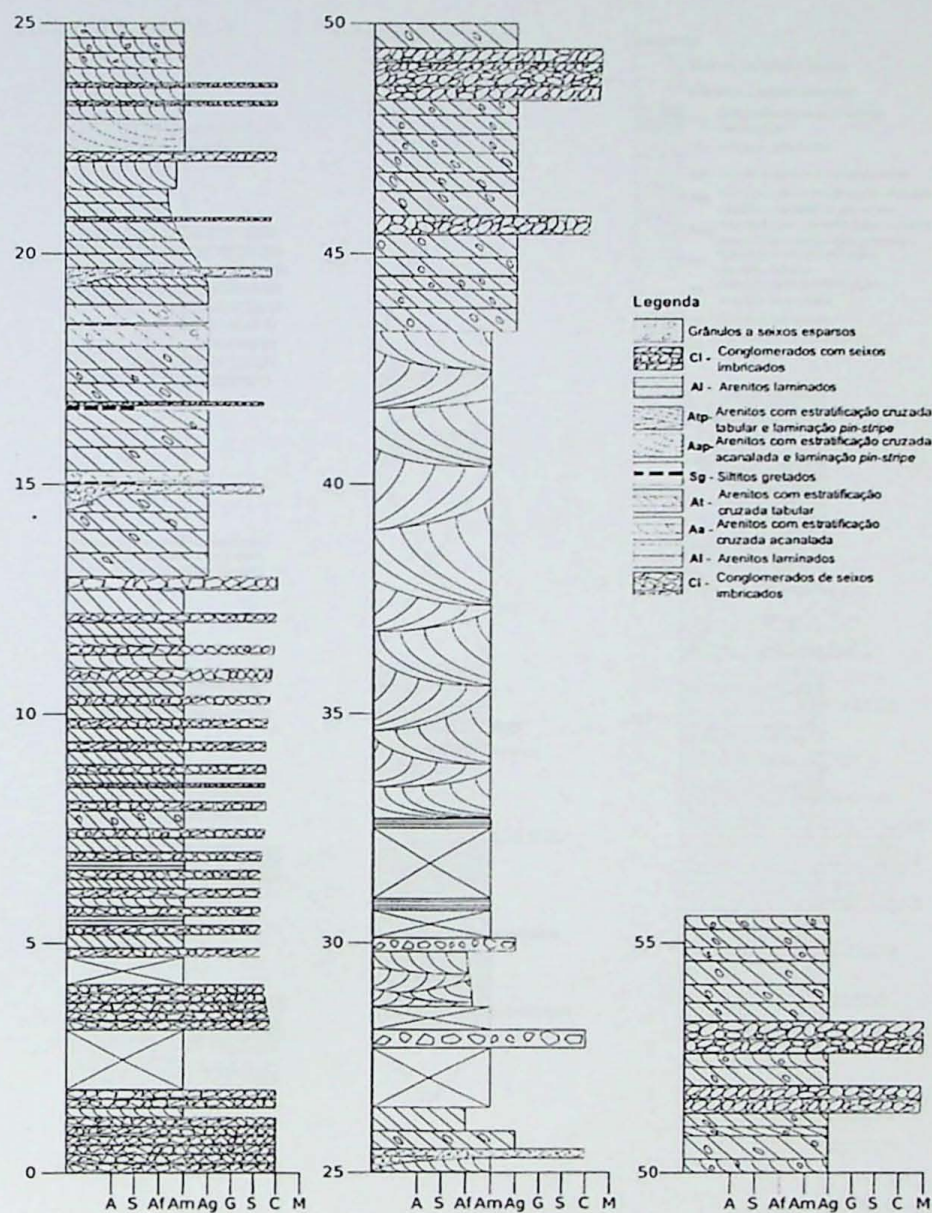 25
20
15
10
5
0
A S Af Am Ag G S C M
50
45
40
35
30
25
A S Af Am Ag G S C M
55
50
A S Af Am Ag G S C M
Legenda
Grânulos a seixos esparsos
Cl - Conglomerados com seixos
imbricados
Al - Arenitos laminados
Atp- Arenitos com estratificação cruzada
tabular e laminação pin-stripe
Aap- Arenitos com estratificação cruzada
acanalada e laminação pin-stripe
Sg - Siltitos gretados
At - Arenitos com estratificação
cruzada tabular
Aa - Arenitos com estratificação
cruzada acanalada
Al - Arenitos laminados
Ci - Conglomerados de seixos
imbricados